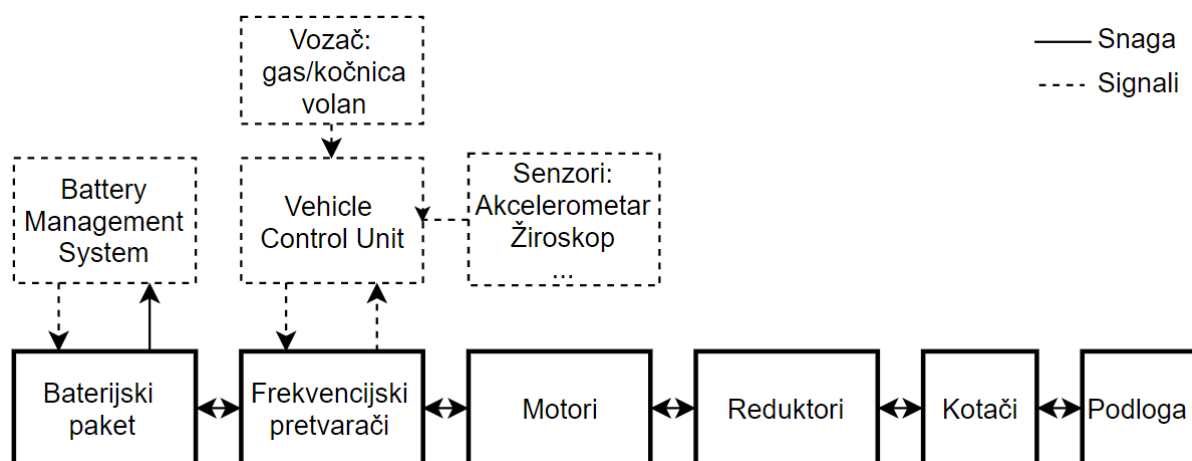 Vozač:
gas/kočnica
volan
Snaga
Signali
Battery
Management
System
Vehicle
Control Unit
Senzori:
Akcelerometar
Žiroskop
...
Baterijski
paket
Frekvencijski
pretvarači
Motori
Reduktori
Kotači
Podloga